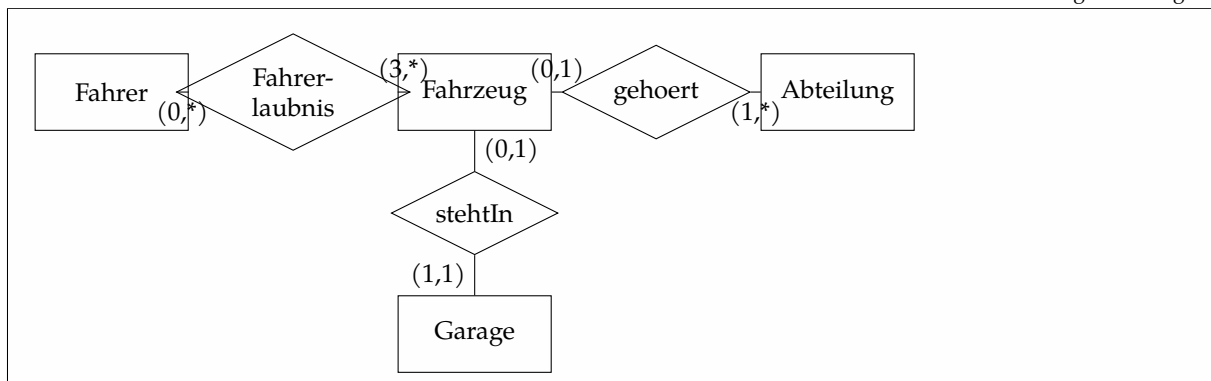 Fahrer
(0,*)
Fahrer-
laubnis
(3,*)
Fahrzeug
(0,1)
gehoert
(1,*)
Abteilung
(0,1)
stehtIn
(1,1)
Garage